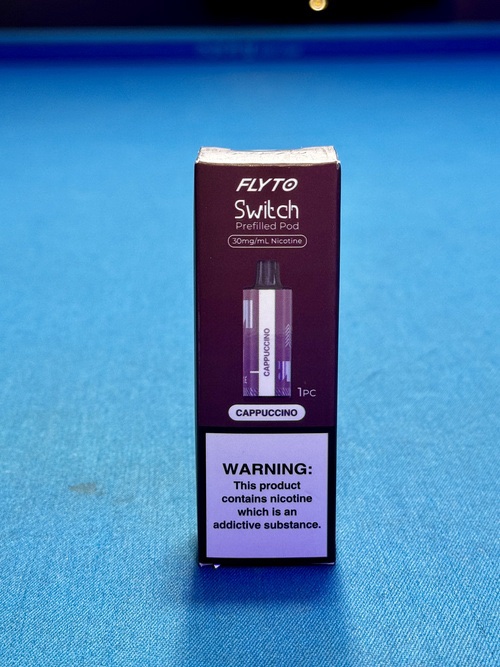 FLYTO
Switch
Prefilled Pod
30mg/mL Nicotine
CAPPUCCINO
1PC
CAPPUCCINO
WARNING:
This product
contains nicotine
which is an
addictive substance.